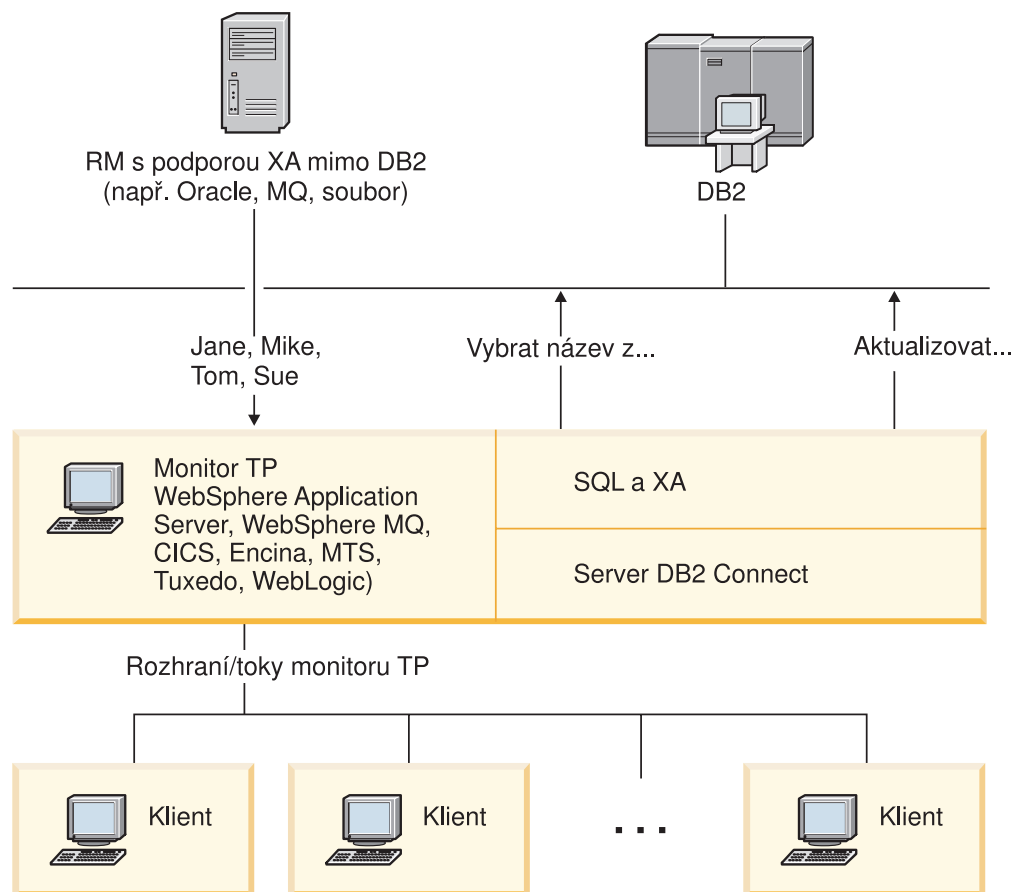 RM s podporou XA mimo DB2
(např. Oracle, MQ, soubor)
DB2
Jane, Mike,
Tom, Sue
Vybrat název z...
Aktualizovat...
Monitor TP
WebSphere Application
Server, WebSphere MQ,
CICS, Encina, MTS,
Tuxedo, WebLogic)
SQL a XA
Server DB2 Connect
Rozhraní/toky monitoru TP
Klient
Klient
...
Klient